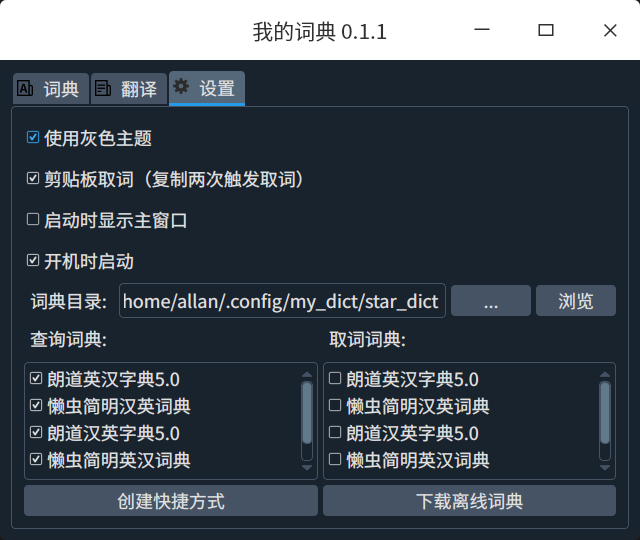 我的词典 0.1.1
词典 翻译 设置
使用灰色主题
剪贴板取词（复制两次触发取词）
启动时显示主窗口
开机时启动
词典目录: home/allan/.config/my_dict/star_dict ... 浏览
查询词典: 取词词典:
朗道英汉字典5.0 朗道英汉字典5.0
懒虫简明汉英词典 懒虫简明汉英词典
朗道汉英字典5.0 朗道汉英字典5.0
懒虫简明英汉词典 懒虫简明英汉词典
创建快捷方式 下载离线词典